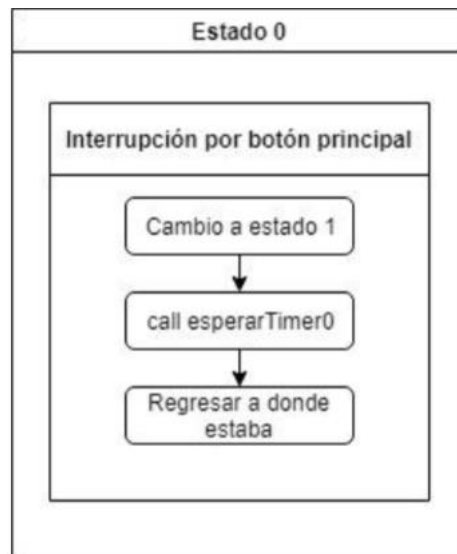 Estado 0
Interrupción por botón principal
Cambio a estado 1
call esperarTimer0
Regresar a donde
estaba